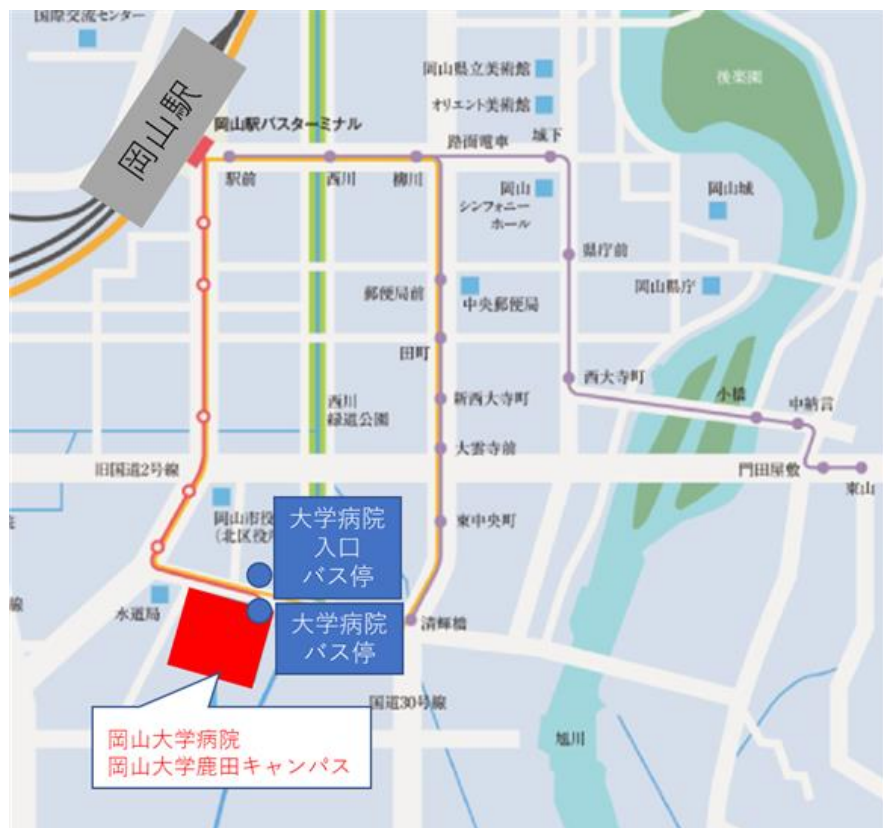 国際交流センター
岡山駅
岡山駅バスターミナル
岡山県立美術館
オリエント美術館
後楽園
路面電車
城下
駅前
西川
柳川
岡山
シンフォニー
ホール
岡山城
県庁前
郵便局前
中央郵便局
岡山県庁
田町
西大寺町
小橋
中納言
西川
緑道公園
新西大寺町
大雲寺前
旧国道2号線
門田屋敷
東山
岡山市役
(北区役所
大学病院
入口
バス停
東中央町
線
水道局
大学病院
バス停
清輝橋
国道30号線
旭川
岡山大学病院
岡山大学鹿田キャンパス